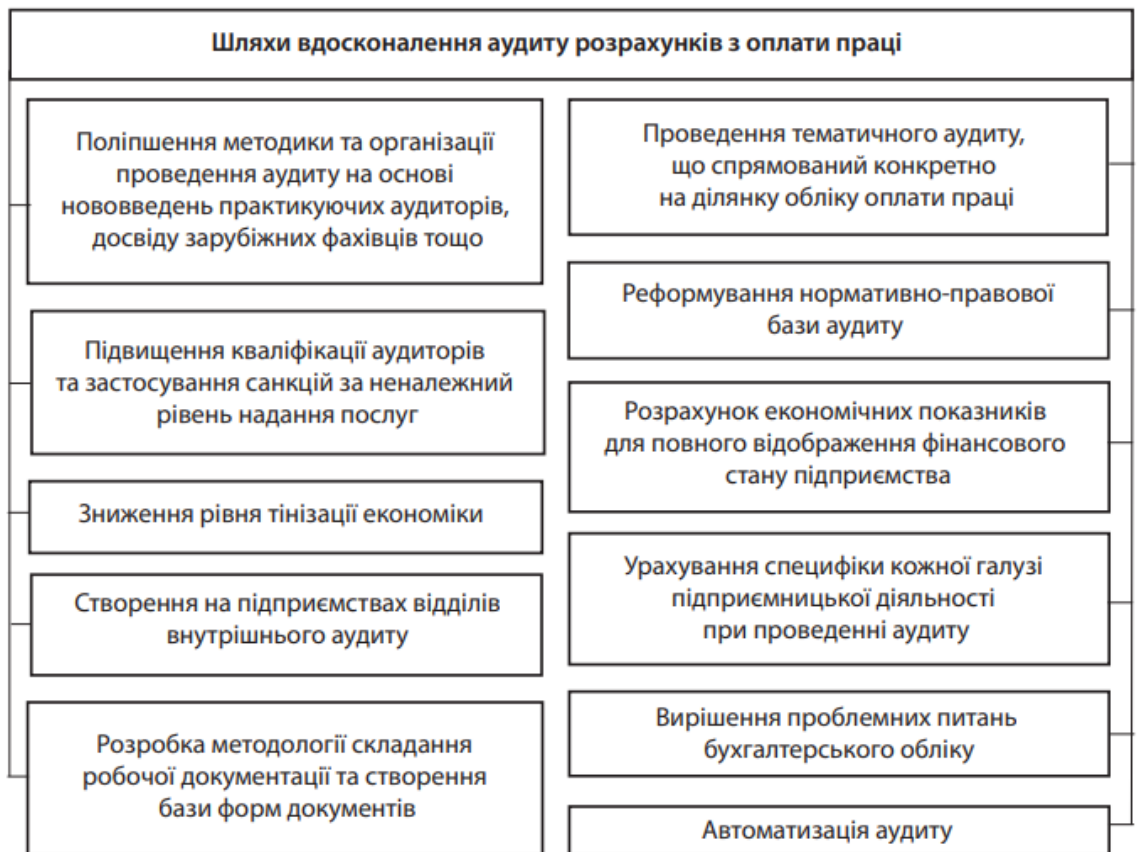 Шляхи вдосконалення аудиту розрахунків з оплати праці
Поліпшення методики та організації
проведення аудиту на основі
нововведень практикуючих аудиторів,
досвіду зарубіжних фахівців тощо
Підвищення кваліфікації аудиторів
та застосування санкцій за неналежний
рівень надання послуг
Зниження рівня тінізації економіки
Створення на підприємствах відділів
внутрішнього аудиту
Розробка методології складання
робочої документації та створення
бази форм документів
Проведення тематичного аудиту,
що спрямований конкретно
на ділянку обліку оплати праці
Реформування нормативно-правової
бази аудиту
Розрахунок економічних показників
для повного відображення фінансового
стану підприємства
Урахування специфіки кожної галузі
підприємницької діяльності
при проведенні аудиту
Вирішення проблемних питань
бухгалтерського обліку
Автоматизація аудиту